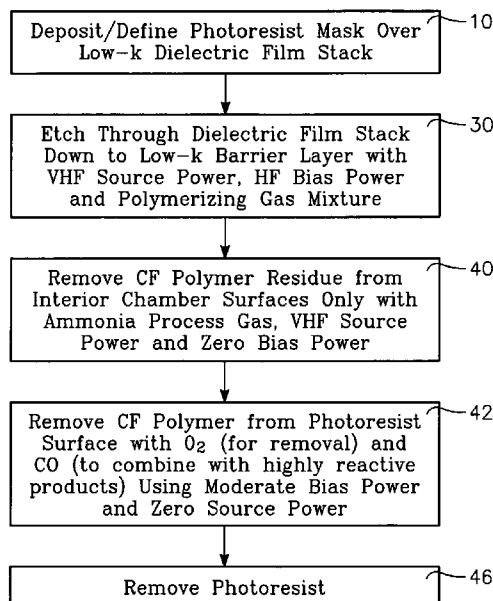 Deposit/Define Photoresist Mask Over
Low-k Dielectric Film Stack
10
Etch Through Dielectric Film Stack
Down to Low-k Barrier Layer with
VHF Source Power, HF Bias Power
and Polymerizing Gas Mixture
30
Remove CF Polymer Residue from
Interior Chamber Surfaces Only with
Ammonia Process Gas, VHF Source
Power and Zero Bias Power
40
Remove CF Polymer from Photoresist
Surface with O2 (for removal) and
CO (to combine with highly reactive
products) Using Moderate Bias Power
and Zero Source Power
42
Remove Photoresist
46